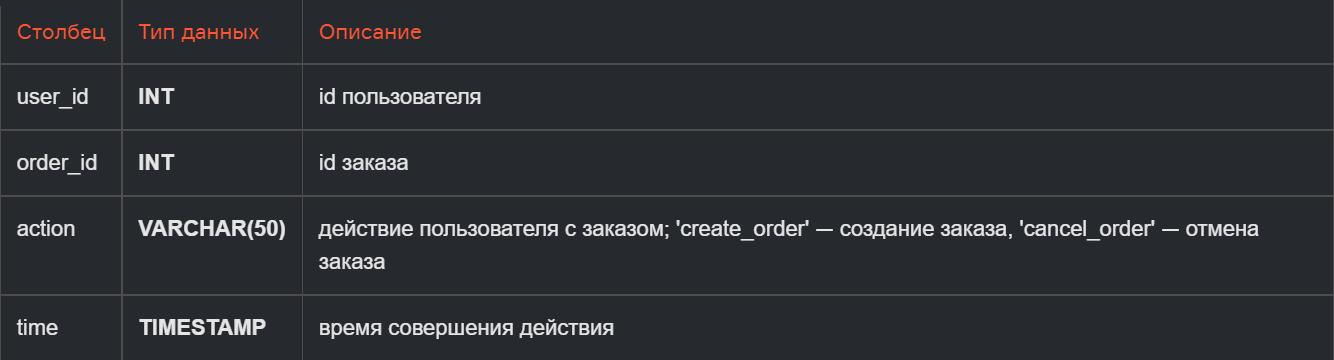 Столбец Тип данных Описание
user_id INT id пользователя
order_id INT id заказа
action VARCHAR(50) действие пользователя с заказом; 'create_order' — создание заказа, 'cancel_order' — отмена
заказа
time TIMESTAMP время совершения действия